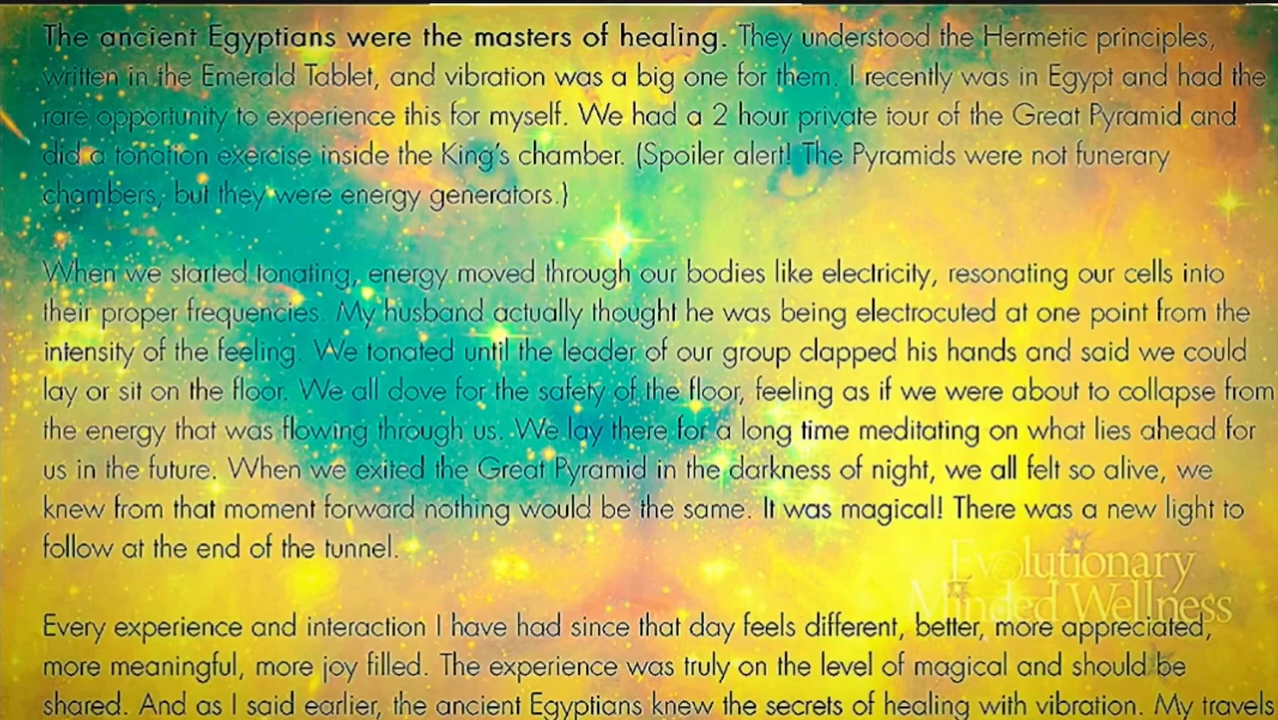 The ancient Egyptians were the masters of healing. They understood the Hermetic principles,
written in the Emerald Tablet, and vibration was a big one for them. I recently was in Egypt and had the
rare opportunity to experience this for myself. We had a 2 hour private tour of the Great Pyramid and
did a tonation exercise inside the King's chamber. (Spoiler alert! The Pyramids were not funerary
chambers, but they were energy generators.)
When we started tonating, energy moved through our bodies like electricity, resonating our cells into
their proper frequencies. My husband actually thought he was being electrocuted at one point from the
intensity of the feeling. We tonated until the leader of our group clapped his hands and said we could
lay or sit on the floor. We all dove for the safety of the floor, feeling as if we were about to collapse from
the energy that was flowing through us. We lay there for a long time meditating on what lies ahead for
us in the future. When we exited the Great Pyramid in the darkness of night, we all felt so alive, we
knew from that moment forward nothing would be the same. It was magical! There was a new light to
follow at the end of the tunnel.
Evolutionary
Minded Wellness
Every experience and interaction I have had since that day feels different, better, more appreciated,
more meaningful, more joy filled. The experience was truly on the level of magical and should be
shared. And as I said earlier, the ancient Egyptians knew the secrets of healing with vibration. My travels